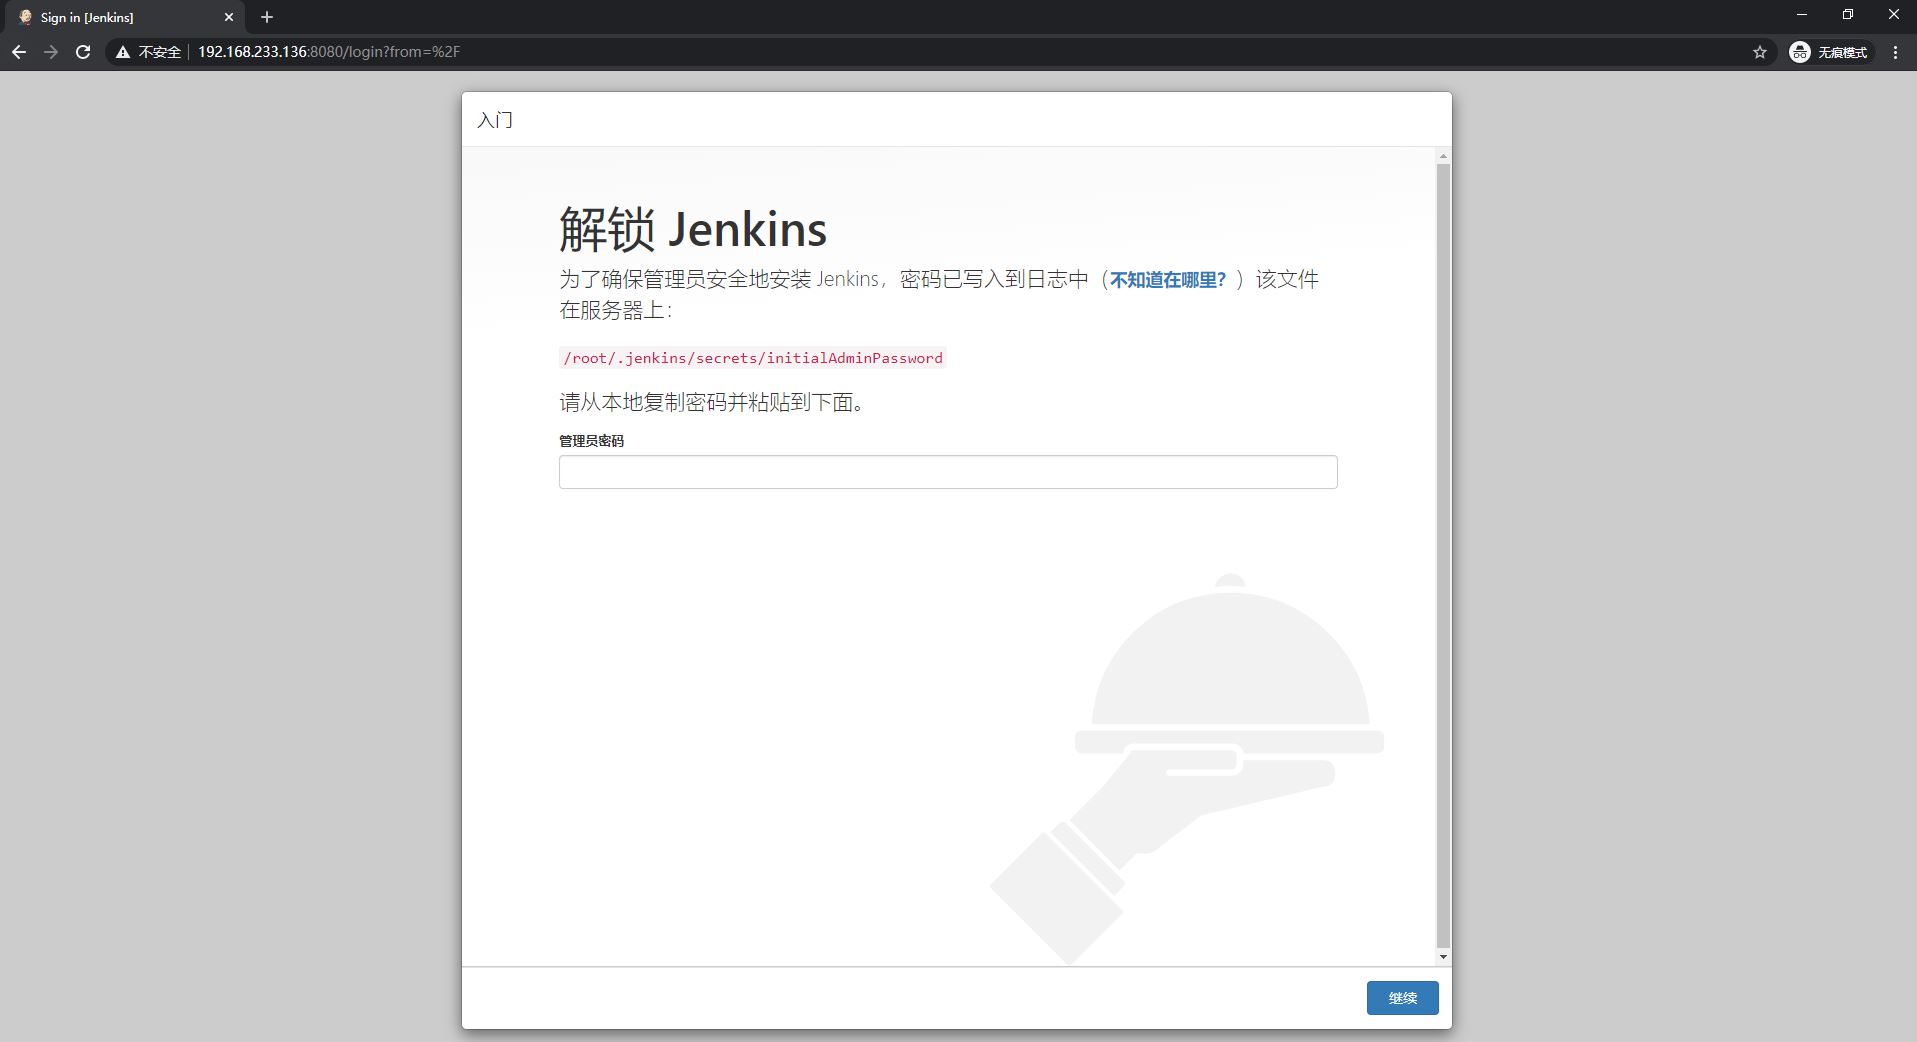 Sign in [Jenkins]
不安全 192.168.233.136:8080/login?from=%2F
无痕模式
入门
解锁 Jenkins
为了确保管理员安全地安装 Jenkins，密码已写入到日志中（不知道在哪里？）该文件
在服务器上：
/root/.jenkins/secrets/initialAdminPassword
请从本地复制密码并粘贴到下面。
管理员密码
继续